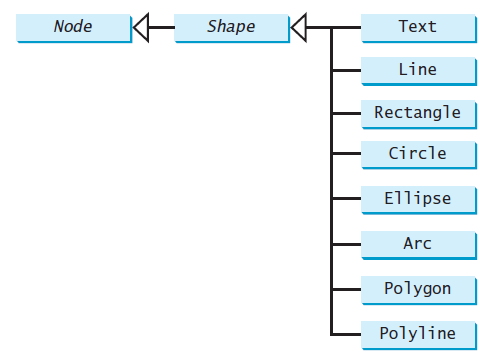 Node
Shape
Text
Line
Rectangle
Circle
Ellipse
Arc
Polygon
Polyline